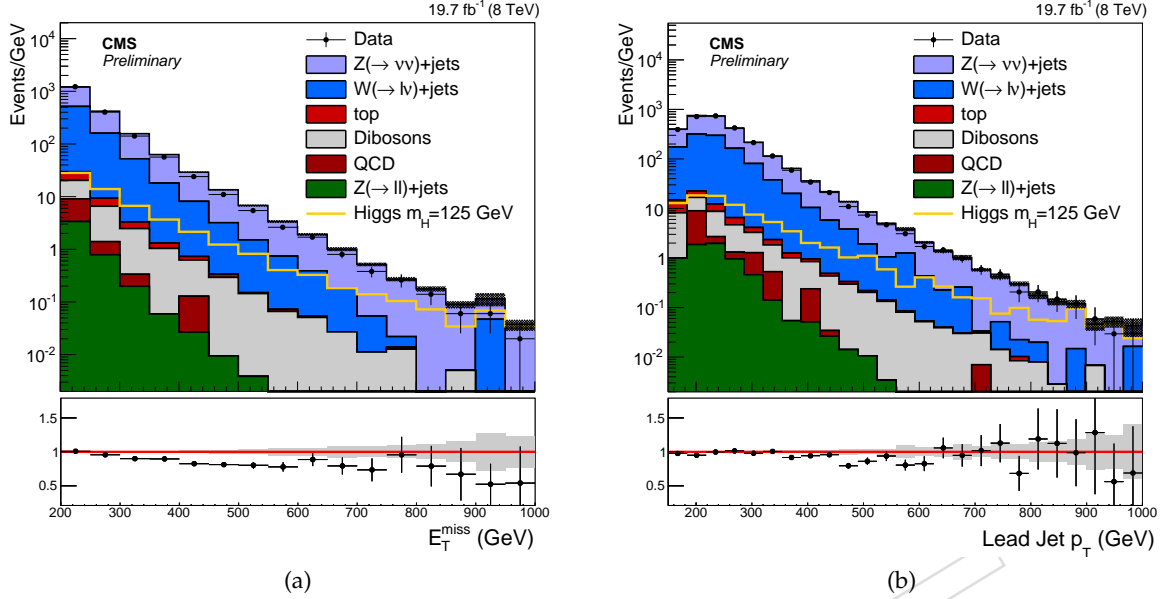 19.7 fb⁻¹ (8 TeV)
Events/GeV
10⁴
10³
10²
10
1
10⁻¹
10⁻²
CMS
Preliminary
Data
Z(→ νν)+jets
W(→ lν)+jets
top
Dibosons
QCD
Z(→ ll)+jets
Higgs m_H=125 GeV
1.5
1
0.5
200 300 400 500 600 700 800 900 1000
E_T^miss (GeV)
(a)
19.7 fb⁻¹ (8 TeV)
Events/GeV
10⁴
10³
10²
10
1
10⁻¹
10⁻²
CMS
Preliminary
Data
Z(→ νν)+jets
W(→ lν)+jets
top
Dibosons
QCD
Z(→ ll)+jets
Higgs m_H=125 GeV
1.5
1
0.5
200 300 400 500 600 700 800 900 1000
Lead Jet p_T (GeV)
(b)